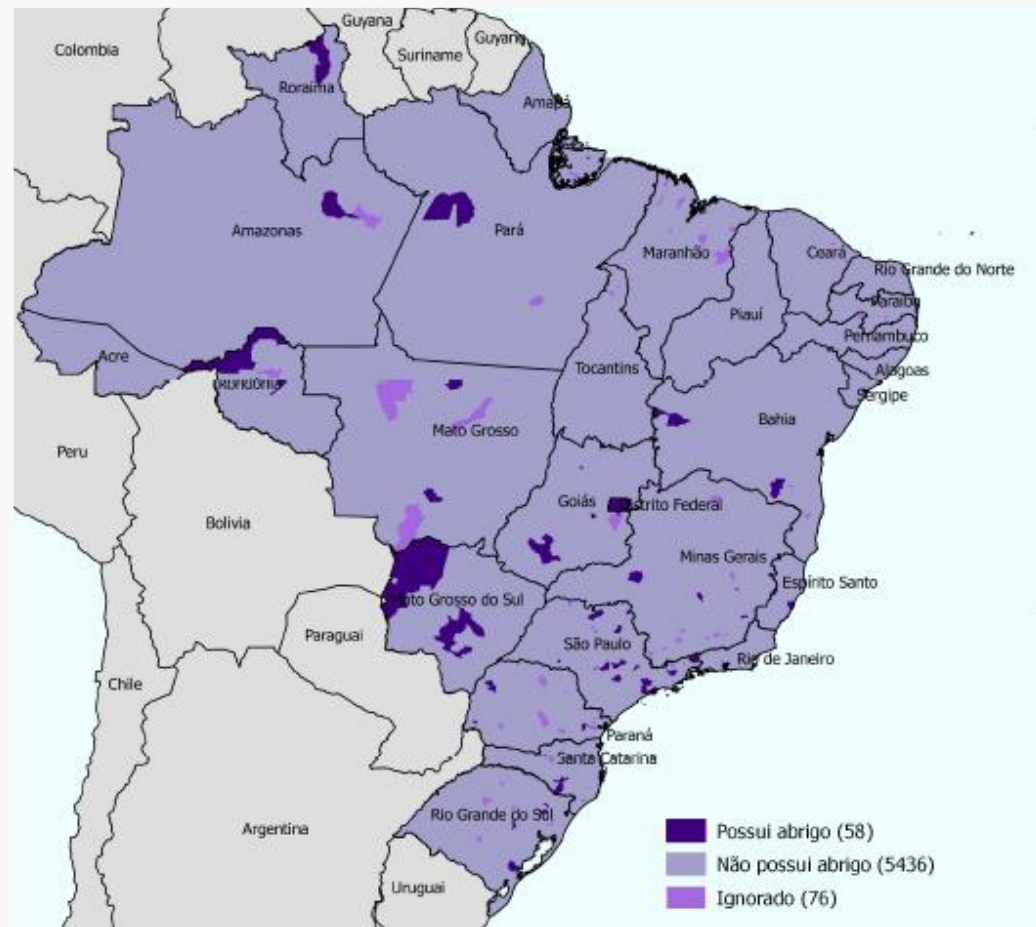 Guyana
Colombia
Suriname
Guyana
Roraima
Amapá
Amazonas
Pará
Maranhão
Ceará
Rio Grande do Norte
Paraíba
Piauí
Pernambuco
Acre
Tocantins
Alagoas
Rondônia
Sergipe
Bahia
Mato Grosso
Peru
Goiás
Distrito Federal
Bolivia
Minas Gerais
Espírito Santo
Mato Grosso do Sul
Paraguai
São Paulo
Rio de Janeiro
Chile
Paraná
Santa Catarina
Rio Grande do Sul
Argentina
Possui abrigo (58)
Não possui abrigo (5436)
Uruguai
Ignorado (76)